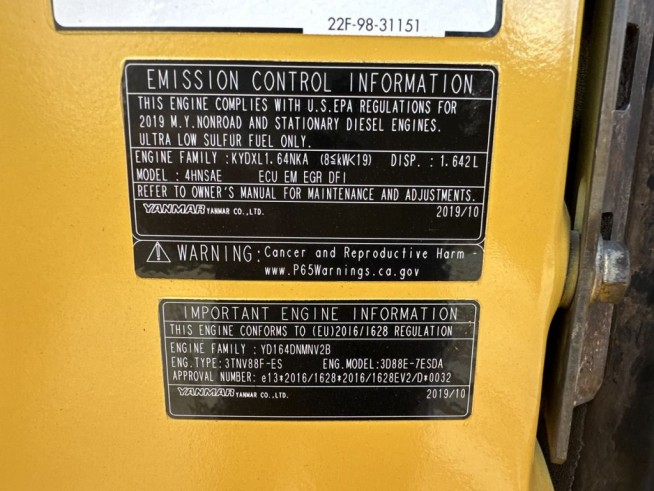 22F-98-31151
EMISSION CONTROL INFORMATION
THIS ENGINE COMPLIES WITH U.S.EPA REGULATIONS FOR
2019 M.Y.NONROAD AND STATIONARY DIESEL ENGINES.
ULTRA LOW SULFUR FUEL ONLY.
ENGINE FAMILY :KYDXL1.64NKA (8≤kW<19) DISP. :1.642L
MODEL :4HNSAE ECU EM EGR DFI
REFER TO OWNER'S MANUAL FOR MAINTENANCE AND ADJUSTMENTS.
YANMAR YANMAR CO.,LTD. 2019/10
WARNING:Cancer and Reproductive Harm -
www.P65Warnings.ca.gov
IMPORTANT ENGINE INFORMATION
THIS ENGINE CONFORMS TO (EU)2016/1628 REGULATION
ENGINE FAMILY :YD164DNMNV2B
ENG.TYPE:3TNV88F-ES ENG.MODEL:3D88E-7ESDA
APPROVAL NUMBER: e13*2016/1628*2016/1628EV2/D*0032
YANMAR YANMAR CO.,LTD. 2019/10